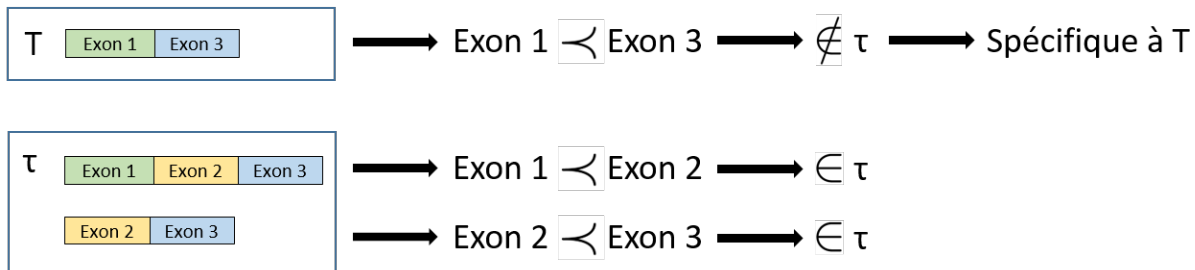 T Exon 1 Exon 3 Exon 1 ≺ Exon 3 ∉ τ Spécifique à T
τ Exon 1 Exon 2 Exon 3 Exon 1 ≺ Exon 2 ∈ τ
Exon 2 Exon 3 Exon 2 ≺ Exon 3 ∈ τ